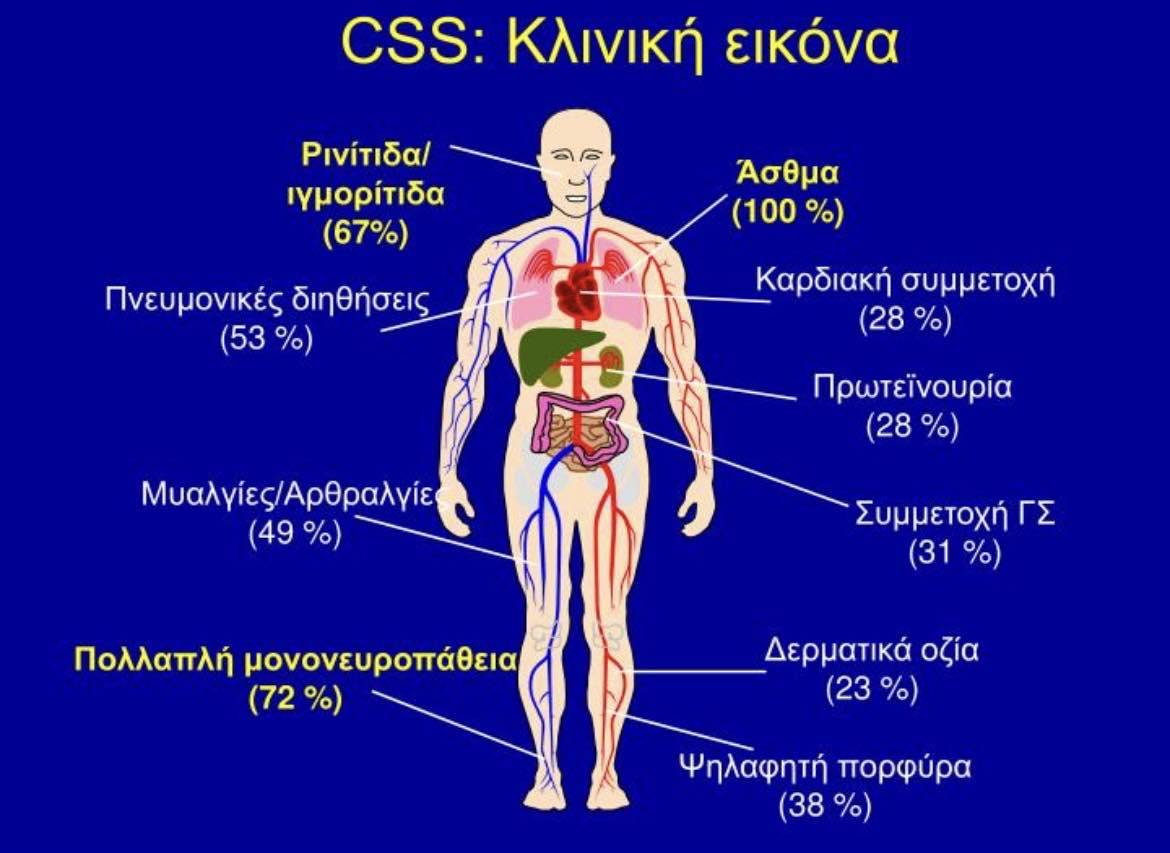 CSS: Κλινική εικόνα
Ρινίτιδα/
ιγμορίτιδα
(67%)
Άσθμα
(100 %)
Πνευμονικές διηθήσεις
(53 %)
Καρδιακή συμμετοχή
(28 %)
Πρωτεϊνουρία
(28 %)
Μυαλγίες/Αρθραλγίες
(49 %)
Συμμετοχή ΓΣ
(31 %)
Πολλαπλή μονονευροπάθεια
(72 %)
Δερματικά οζία
(23 %)
Ψηλαφητή πορφύρα
(38 %)